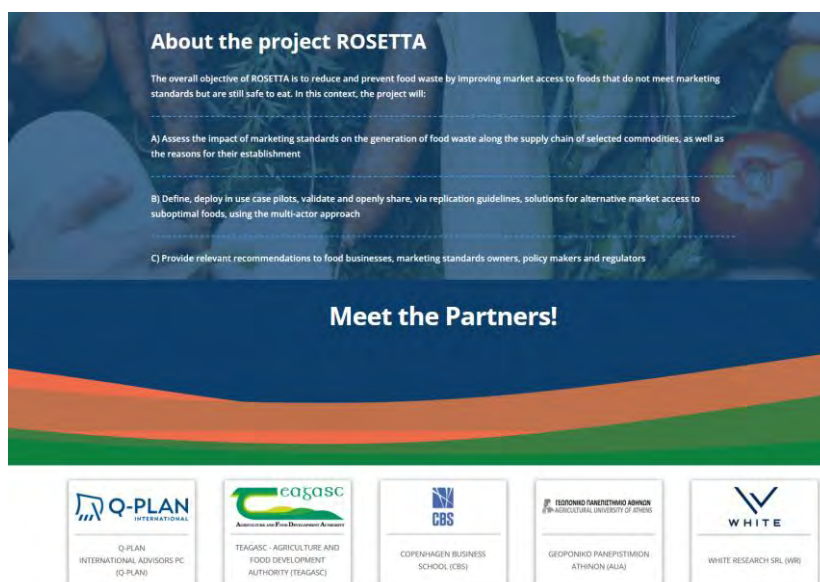 About the project ROSETTA
The overall objective of ROSETTA is to reduce and prevent food waste by improving market access to foods that do not meet marketing
standards but are still safe to eat. In this context, the project will:
A) Assess the impact of marketing standards on the generation of food waste along the supply chain of selected commodities, as well as
the reasons for their establishment
B) Define, deploy in use case pilots, validate and openly share, via replication guidelines, solutions for alternative market access to
suboptimal foods, using the multi-actor approach
C) Provide relevant recommendations to food businesses, marketing standards owners, policy makers and regulators
Meet the Partners!
Q-PLAN
INTERNATIONAL
Q-PLAN
INTERNATIONAL ADVISORS PC
(Q-PLAN)
Teagasc
AGRICULTURE AND FOOD DEVELOPMENT AUTHORITY
TEAGASC - AGRICULTURE AND
FOOD DEVELOPMENT
AUTHORITY (TEAGASC)
CBS
COPENHAGEN BUSINESS
SCHOOL (CBS)
ΓΕΩΠΟΝΙΚΟ ΠΑΝΕΠΙΣΤΗΜΙΟ ΑΘΗΝΩΝ
AGRICULTURAL UNIVERSITY OF ATHENS
GEOPONIKO PANEPISTIMION
ATHINON (AUA)
WHITE
WHITE RESEARCH SRL (WR)